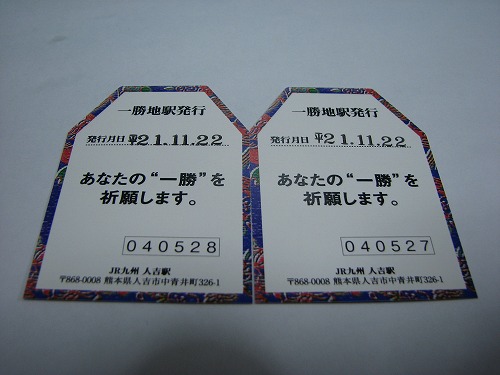 一勝地駅発行
発行月日 平21.11.22
あなたの“一勝”を
祈願します。
040528
JR九州 人吉駅
〒868-0008 熊本県人吉市中青井町326-1
一勝地駅発行
発行月日 平21.11.22
あなたの“一勝”を
祈願します。
040527
JR九州 人吉駅
〒868-0008 熊本県人吉市中青井町326-1